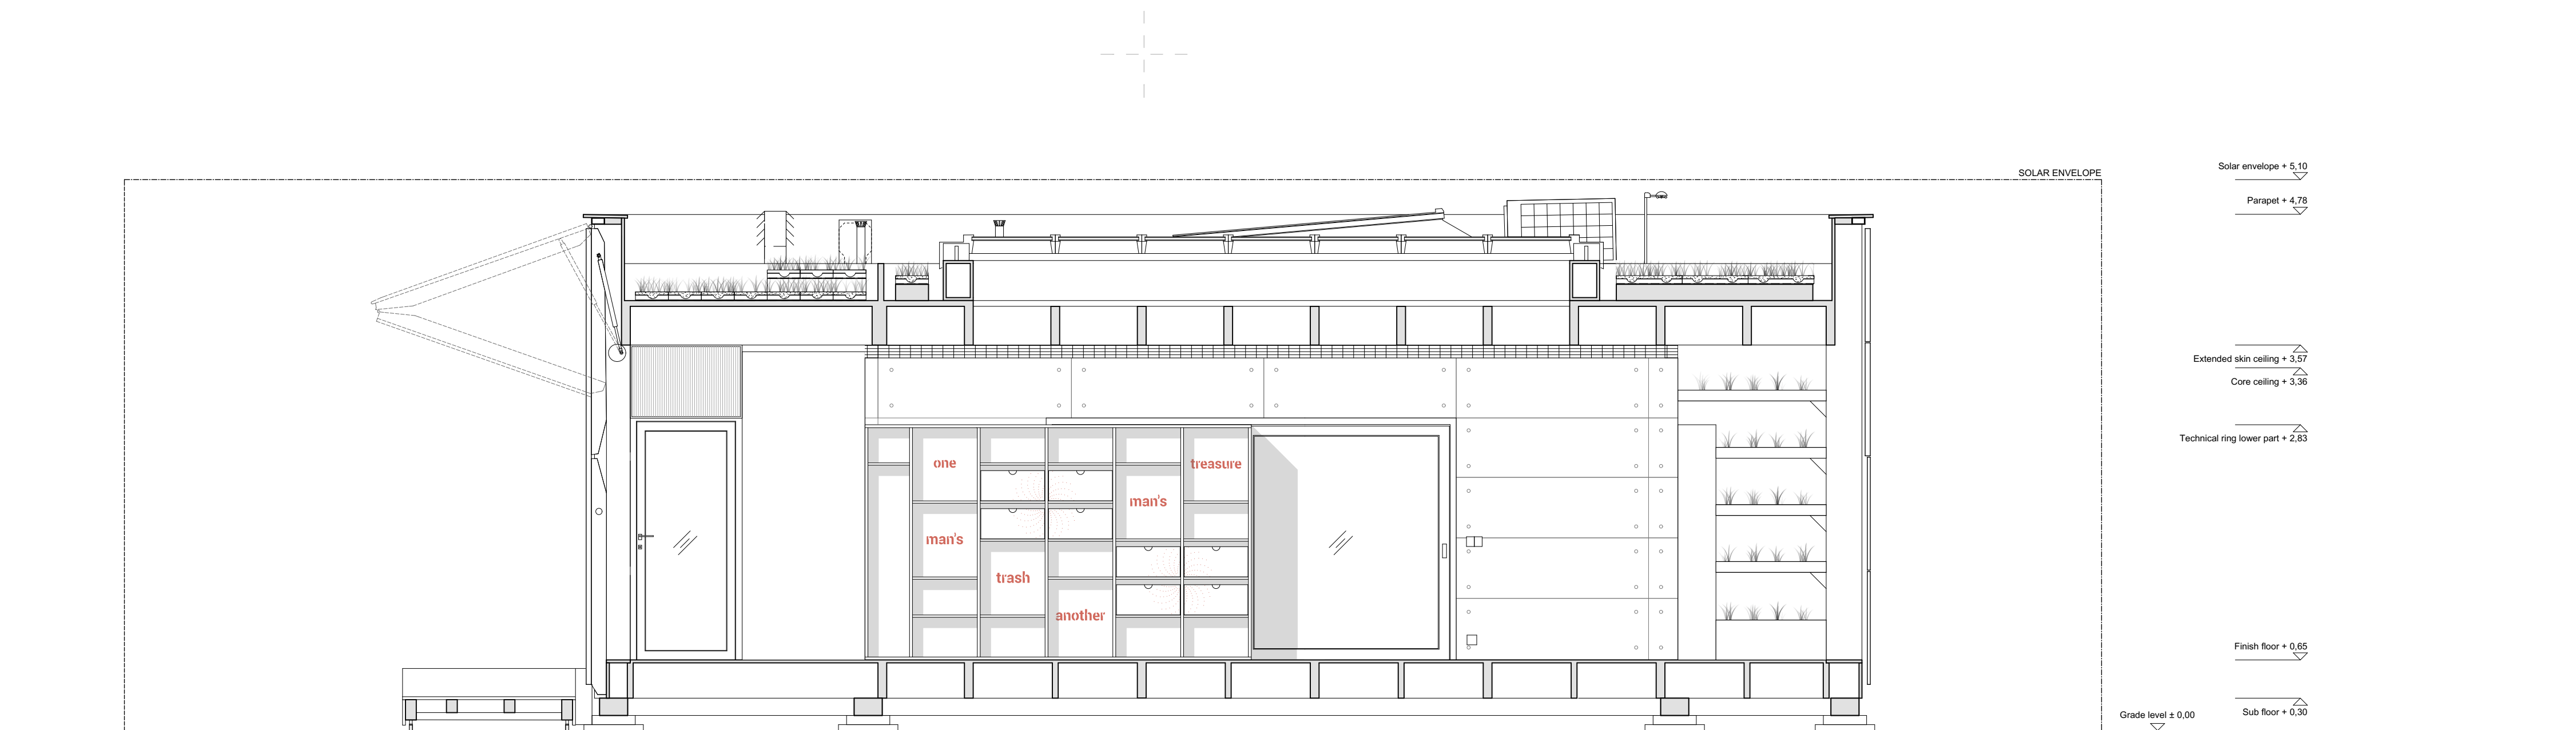 SOLAR ENVELOPE
Solar envelope + 5,10
Parapet + 4,78
Extended skin ceiling + 3,57
Core ceiling + 3,36
Technical ring lower part + 2,83
one
man's
trash
another
man's
treasure
Finish floor + 0,65
Sub floor + 0,30
Grade level ± 0,00